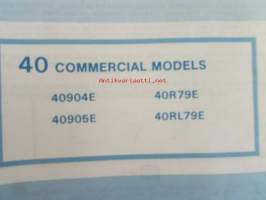 40 COMMERCIAL MODELS
Antikvariaatti.net
40904E 40R79E
40905E 40RL79E